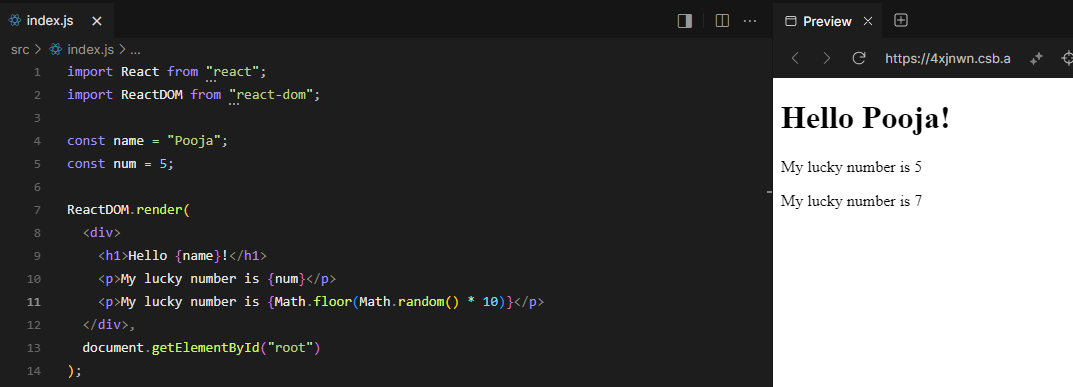 index.js
src > index.js > ...
1 import React from "react";
2 import ReactDOM from "react-dom";
3
4 const name = "Pooja";
5 const num = 5;
6
7 ReactDOM.render(
8 <div>
9 <h1>Hello {name}!</h1>
10 <p>My lucky number is {num}</p>
11 <p>My lucky number is {Math.floor(Math.random() * 10)}</p>
12 </div>,
13 document.getElementById("root")
14 );
Preview
https://4xjnwn.csb.a
Hello Pooja!
My lucky number is 5
My lucky number is 7